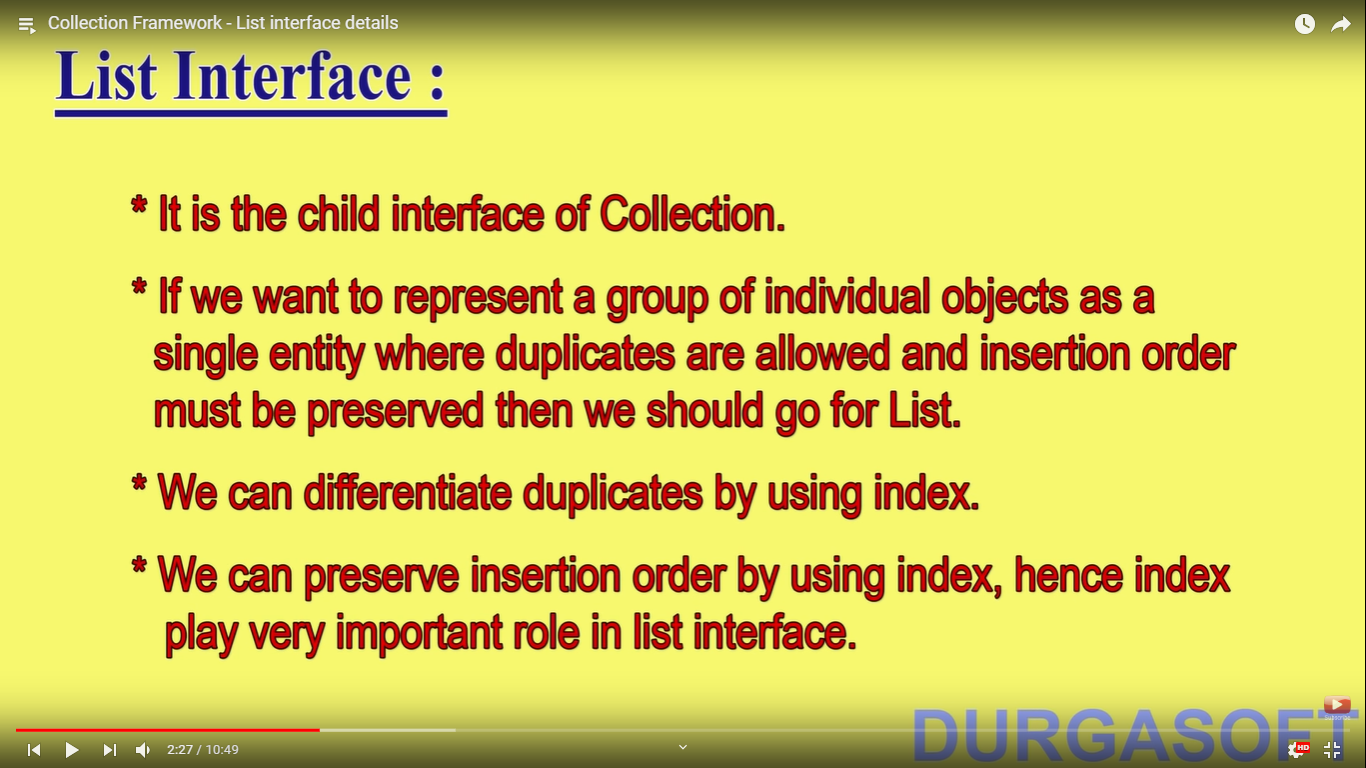 Collection Framework - List interface details
List Interface :
* It is the child interface of Collection.
* If we want to represent a group of individual objects as a
single entity where duplicates are allowed and insertion order
must be preserved then we should go for List.
* We can differentiate duplicates by using index.
* We can preserve insertion order by using index, hence index
play very important role in list interface.
Subscribe
DURGASOFT
2:27 / 10:49
HD